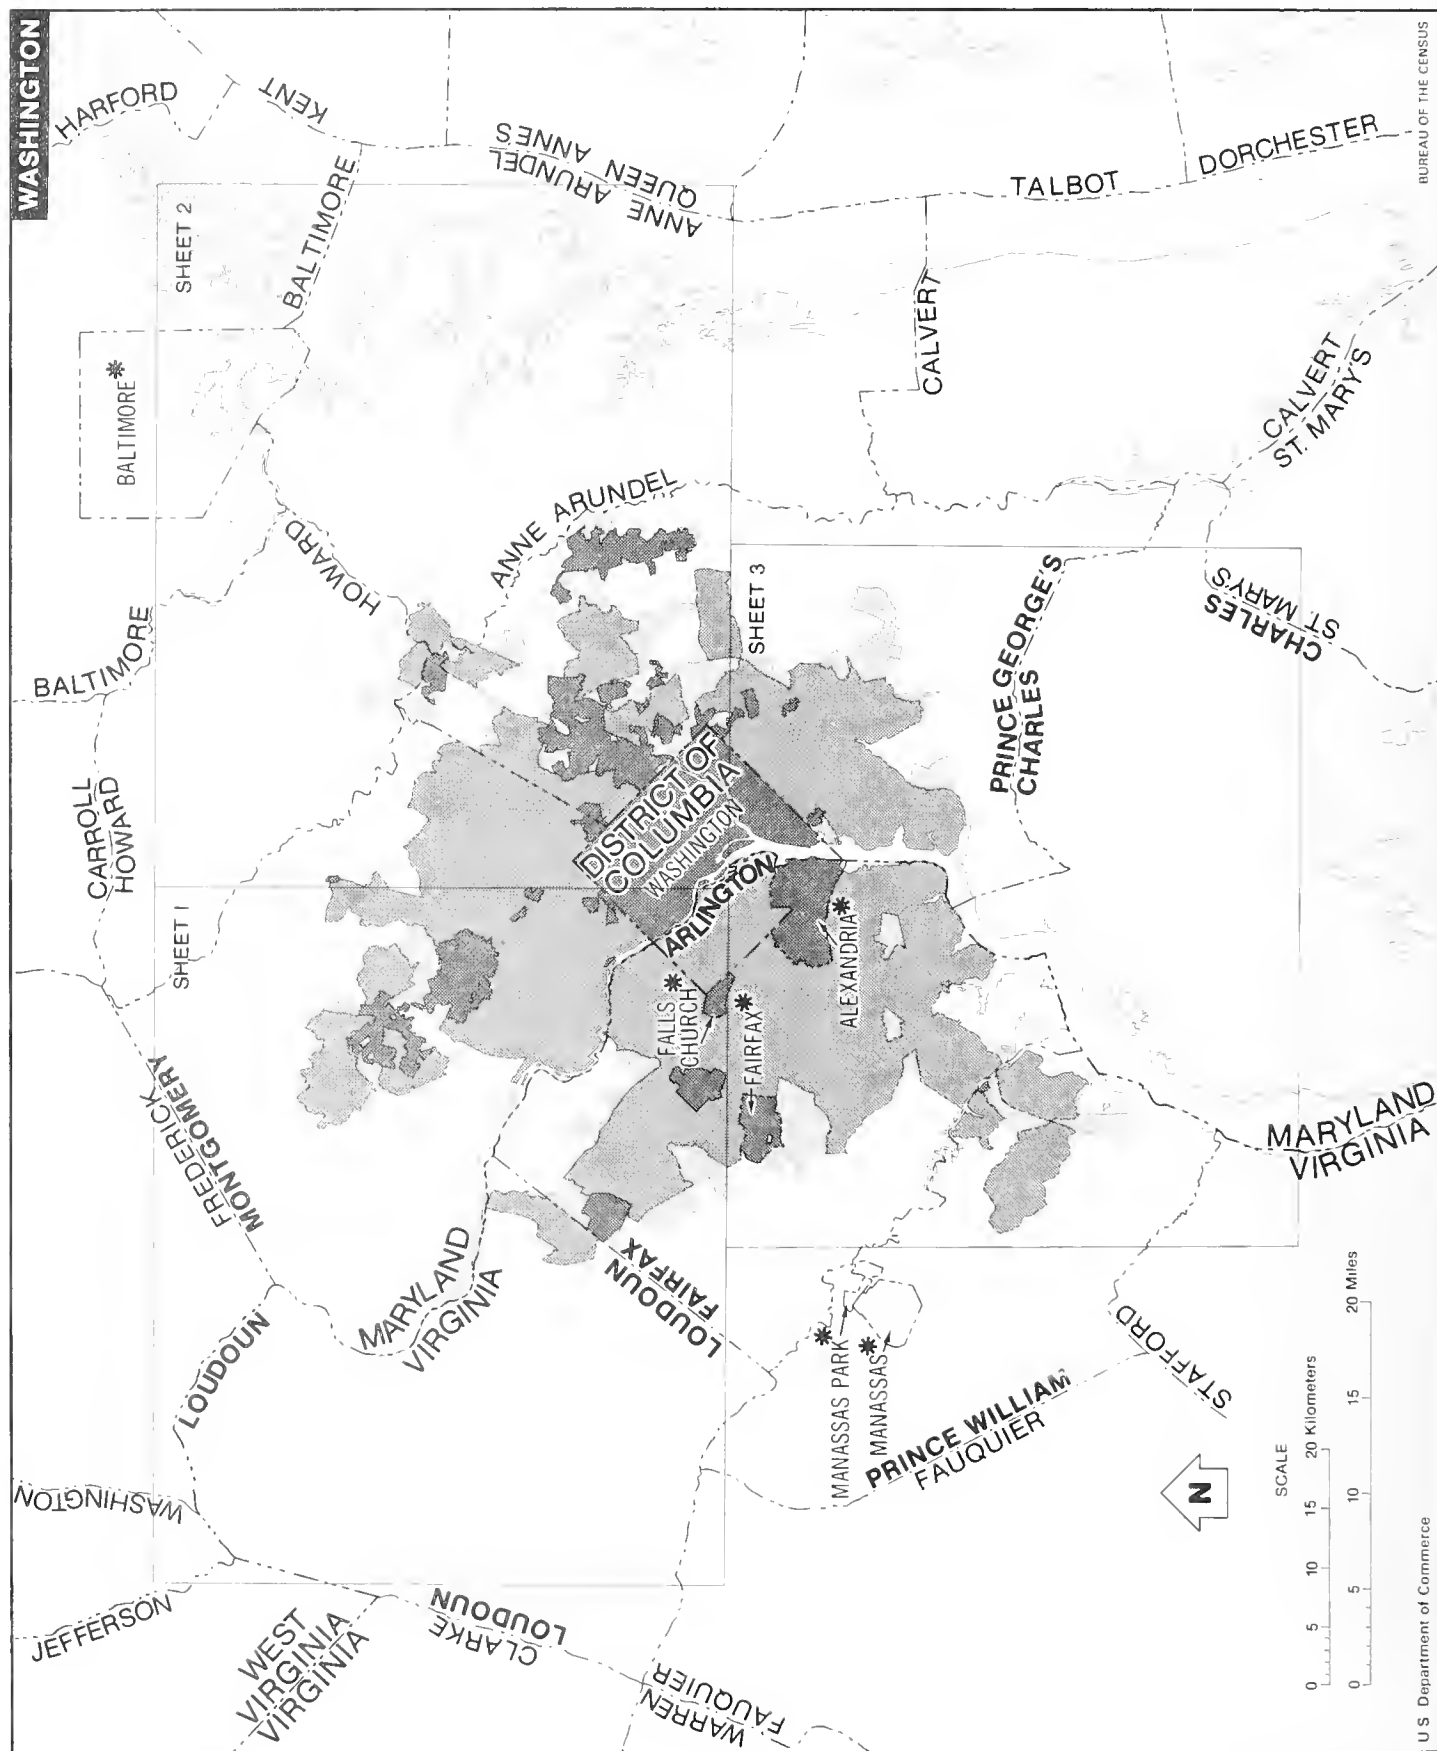 WASHINGTON
HARFORD
KENT
BALTIMORE
SHEET 2
BALTIMORE *
ANNE ARUNDEL
QUEEN ANNES
TALBOT
DORCHESTER
BUREAU OF THE CENSUS
CALVERT
CALVERT
ST. MARY'S
BALTIMORE
HOWARD
ANNE ARUNDEL
CARROLL
HOWARD
SHEET 1
SHEET 3
PRINCE GEORGE'S
CHARLES
CHARLES
ST. MARY'S
DISTRICT OF
COLUMBIA
WASHINGTON
ARLINGTON
FALLS *
CHURCH
FAIRFAX *
ALEXANDRIA *
FREDERICK
MONTGOMERY
MARYLAND
VIRGINIA
MARYLAND
VIRGINIA
LOUDOUN
FAIRFAX
LOUDOUN
MANASSAS PARK *
MANASSAS *
PRINCE WILLIAM
FAUQUIER
STAFFORD
WASHINGTON
JEFFERSON
WEST
VIRGINIA
VIRGINIA
LOUDOUN
CLARKE
WARREN
FAUQUIER
N
SCALE
0 5 10 15 20 Kilometers
0 5 10 15 20 Miles
U S Department of Commerce